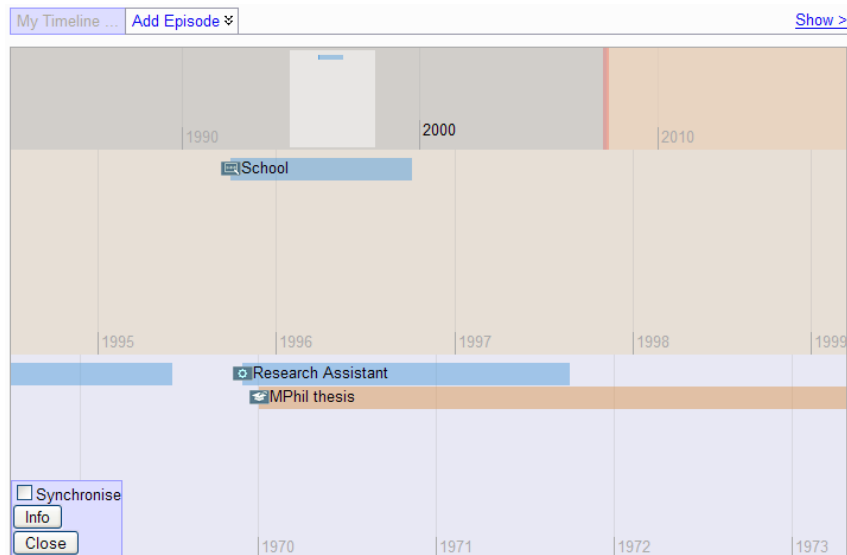 My Timeline ... Add Episode Show >
1990 2000 2010
School
1995 1996 1997 1998 1999
Research Assistant
MPhil thesis
Synchronise
Info
Close
1970 1971 1972 1973